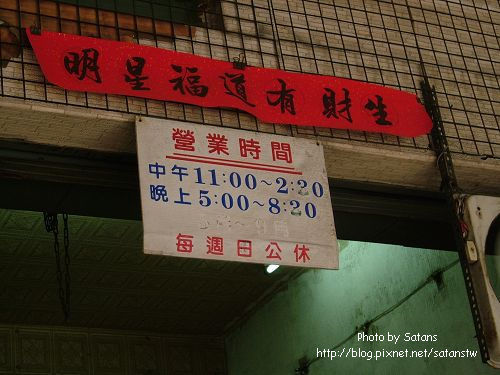 明星福道有財生
營業時間
中午11:00~2:20
晚上5:00~8:20
每週日公休
Photo by Satans
http://blog.pixnet.net/satanstw